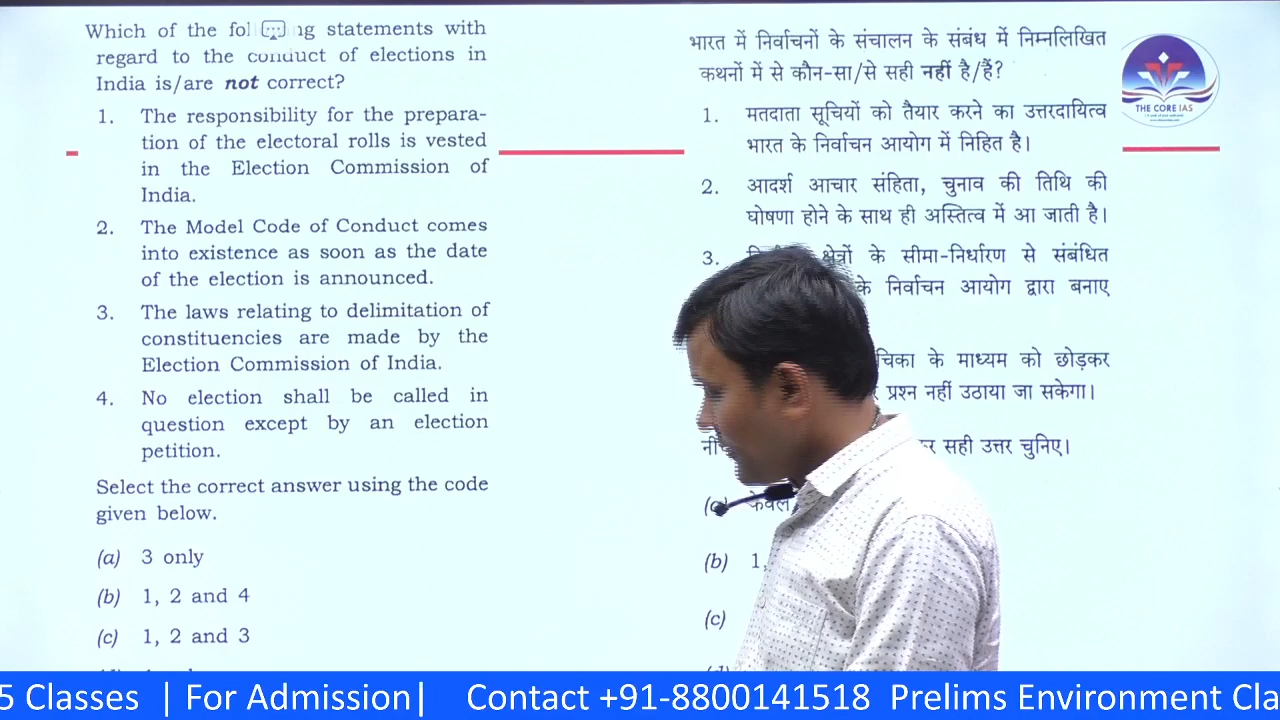 Which of the fol ng statements with
regard to the conduct of elections in
India is/are not correct?
1. The responsibility for the prepara-
tion of the electoral rolls is vested
in the Election Commission of
India.
2. The Model Code of Conduct comes
into existence as soon as the date
of the election is announced.
3. The laws relating to delimitation of
constituencies are made by the
Election Commission of India.
4. No election shall be called in
question except by an election
petition.
Select the correct answer using the code
given below.
(a) 3 only
(b) 1, 2 and 4
(c) 1, 2 and 3
भारत में निर्वाचनों के संचालन के संबंध में निम्नलिखित
कथनों में से कौन-सा/से सही नहीं है/हैं?
1. मतदाता सूचियों को तैयार करने का उत्तरदायित्व
भारत के निर्वाचन आयोग में निहित है।
2. आदर्श आचार संहिता, चुनाव की तिथि की
घोषणा होने के साथ ही अस्तित्व में आ जाती है।
3. क्षेत्रों के सीमा-निर्धारण से संबंधित
के निर्वाचन आयोग द्वारा बनाए
के माध्यम को छोड़कर
प्रश्न नहीं उठाया जा सकेगा।
सही उत्तर चुनिए।
केवल
(b) 1,
(c)
THE CORE IAS
5 Classes | For Admission| Contact +91-8800141518 Prelims Environment Cla